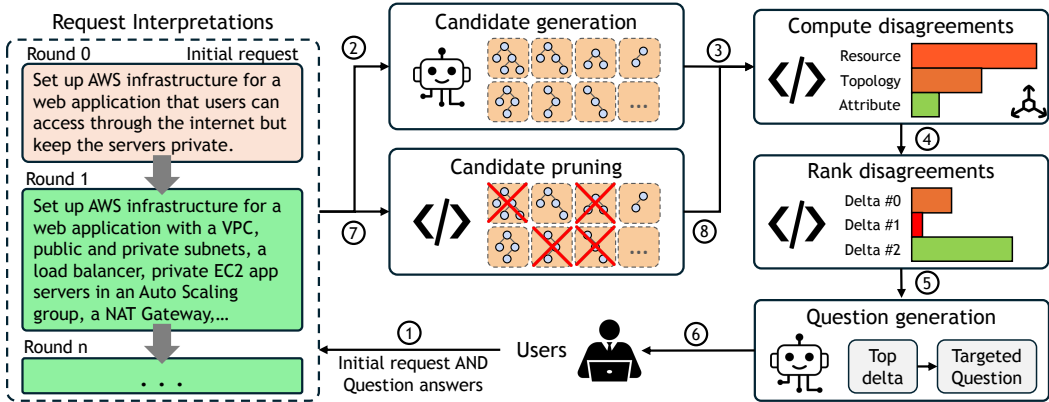 Request Interpretations
Round 0
Initial request
Set up AWS infrastructure for a
web application that users can
access through the internet but
keep the servers private.
Round 1
Set up AWS infrastructure for a
web application with a VPC,
public and private subnets, a
load balancer, private EC2 app
servers in an Auto Scaling
group, a NAT Gateway,...
Round n
. . .
2
7
Candidate generation
...
Candidate pruning
</>
...
3
8
Compute disagreements
</>
Resource
Topology
Attribute
4
Rank disagreements
</>
Delta #0
Delta #1
Delta #2
5
Question generation
Top
delta
Targeted
Question
6
Users
1
Initial request AND
Question answers